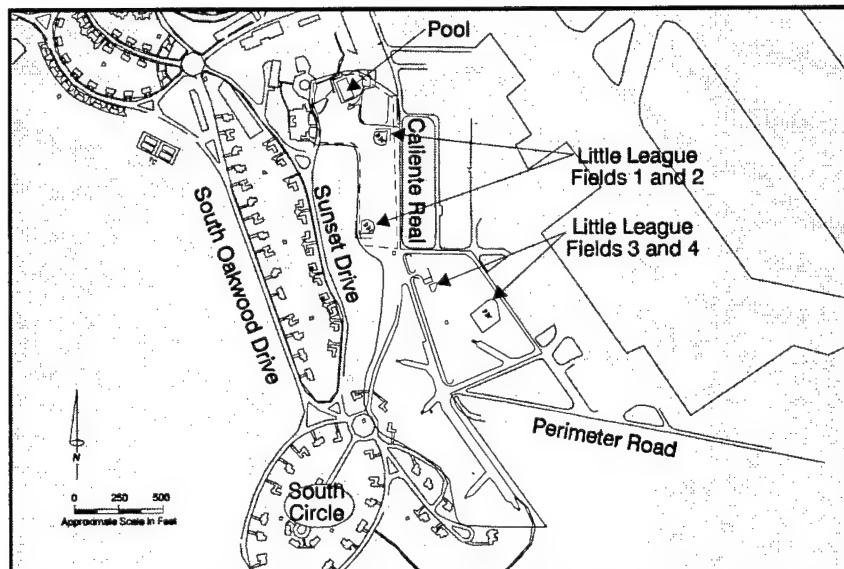 Pool
Caliente Real
Little League
Fields 1 and 2
Sunset Drive
Little League
Fields 3 and 4
South Oakwood Drive
Perimeter Road
N
South
Circle
0 250 500
Approximate Scale in Feet